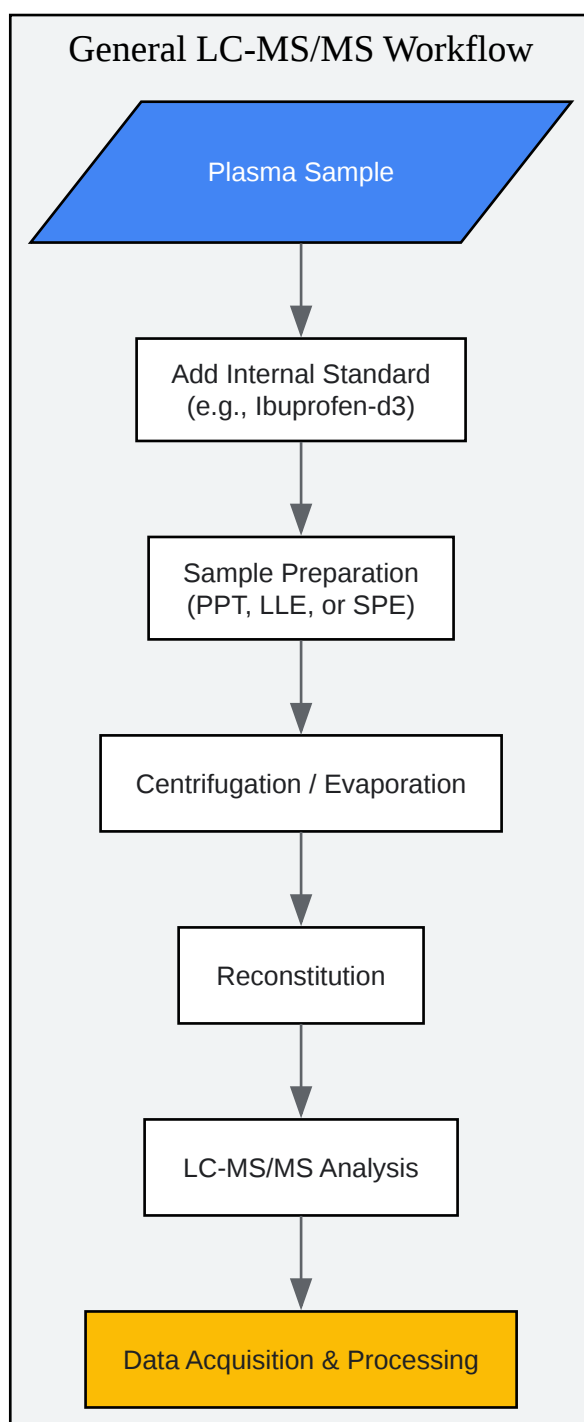 General LC-MS/MS Workflow
Plasma Sample
Add Internal Standard
(e.g., Ibuprofen-d3)
Sample Preparation
(PPT, LLE, or SPE)
Centrifugation / Evaporation
Reconstitution
LC-MS/MS Analysis
Data Acquisition & Processing